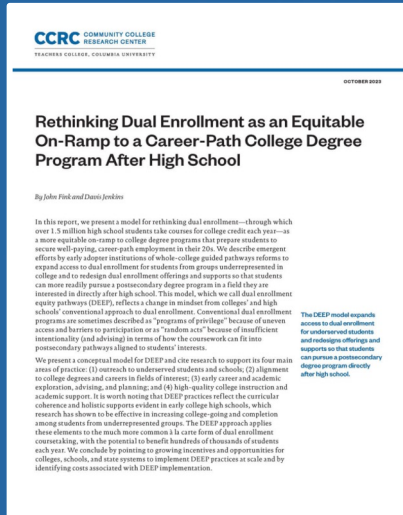 CCRC COMMUNITY COLLEGE
RESEARCH CENTER
TEACHERS COLLEGE, COLUMBIA UNIVERSITY
OCTOBER 2023
Rethinking Dual Enrollment as an Equitable
On-Ramp to a Career-Path College Degree
Program After High School
By John Fink and Davis Jenkins
In this report, we present a model for rethinking dual enrollment—through which
over 1.5 million high school students take courses for college credit each year—as
a more equitable on-ramp to college degree programs that prepare students to
secure well-paying, career-path employment in their 20s. We describe emergent
efforts by early adopter institutions of whole-college guided pathways reforms to
expand access to dual enrollment for students from groups underrepresented in
college and to redesign dual enrollment offerings and supports so that students
can more readily pursue a postsecondary degree program in a field they are
interested in directly after high school. This model, which we call dual enrollment
equity pathways (DEEP), reflects a change in mindset from colleges' and high
schools' conventional approach to dual enrollment. Conventional dual enrollment
programs are sometimes described as "programs of privilege" because of uneven
access and barriers to participation or as "random acts" because of insufficient
intentionality (and advising) in terms of how the coursework can fit into
postsecondary pathways aligned to students' interests.
We present a conceptual model for DEEP and cite research to support its four main
areas of practice: (1) outreach to underserved students and schools; (2) alignment
to college degrees and careers in fields of interest; (3) early career and academic
exploration, advising, and planning; and (4) high-quality college instruction and
academic support. It is worth noting that DEEP practices reflect the curricular
coherence and holistic supports evident in early college high schools, which
research has shown to be effective in increasing college-going and completion
among students from underrepresented groups. The DEEP approach applies
these elements to the much more common à la carte form of dual enrollment
coursetaking, with the potential to benefit hundreds of thousands of students
each year. We conclude by pointing to growing incentives and opportunities for
colleges, schools, and state systems to implement DEEP practices at scale and by
identifying costs associated with DEEP implementation.
The DEEP model expands
access to dual enrollment
for underserved students
and redesigns offerings and
supports so that students
can pursue a postsecondary
degree program directly
after high school.